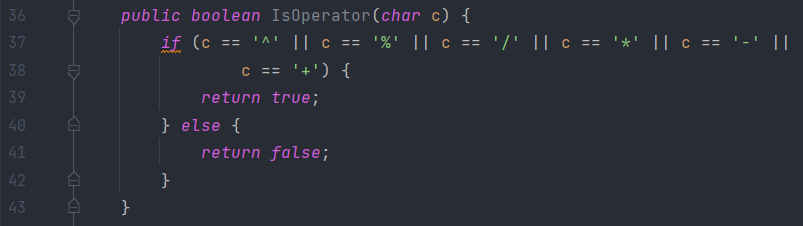 36 public boolean IsOperator(char c) {
37 if (c == '^' || c == '%' || c == '/' || c == '*' || c == '-' ||
38 c == '+') {
39 return true;
40 } else {
41 return false;
42 }
43 }